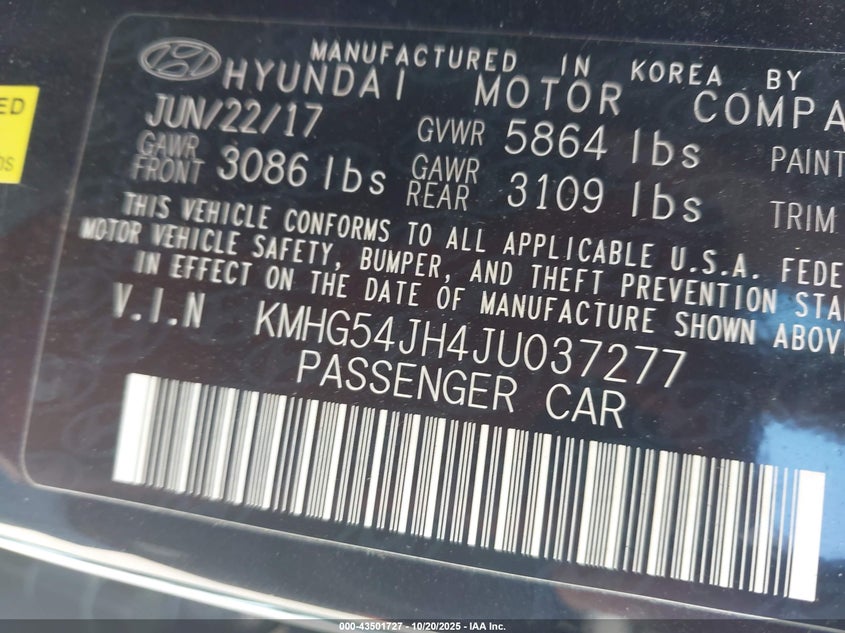 MANUFACTURED IN KOREA BY
HYUNDAI MOTOR COMPA
JUN/22/17 GVWR 5864 lbs PAINT
GAWR FRONT 3086 lbs GAWR REAR 3109 lbs TRIM
THIS VEHICLE CONFORMS TO ALL APPLICABLE U.S.A. FEDE
MOTOR VEHICLE SAFETY, BUMPER, AND THEFT PREVENTION STA
IN EFFECT ON THE DATE OF MANUFACTURE SHOWN ABOV
V.I.N KMHG54JH4JU037277
PASSENGER CAR
ED
000-43501727 - 10/20/2025 - IAA Inc.